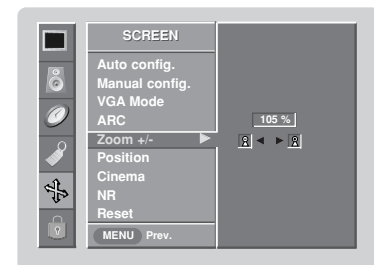 SCREEN
Auto config.
Manual config.
VGA Mode
ARC
Zoom +/-
105 %
Position
Cinema
NR
Reset
MENU Prev.